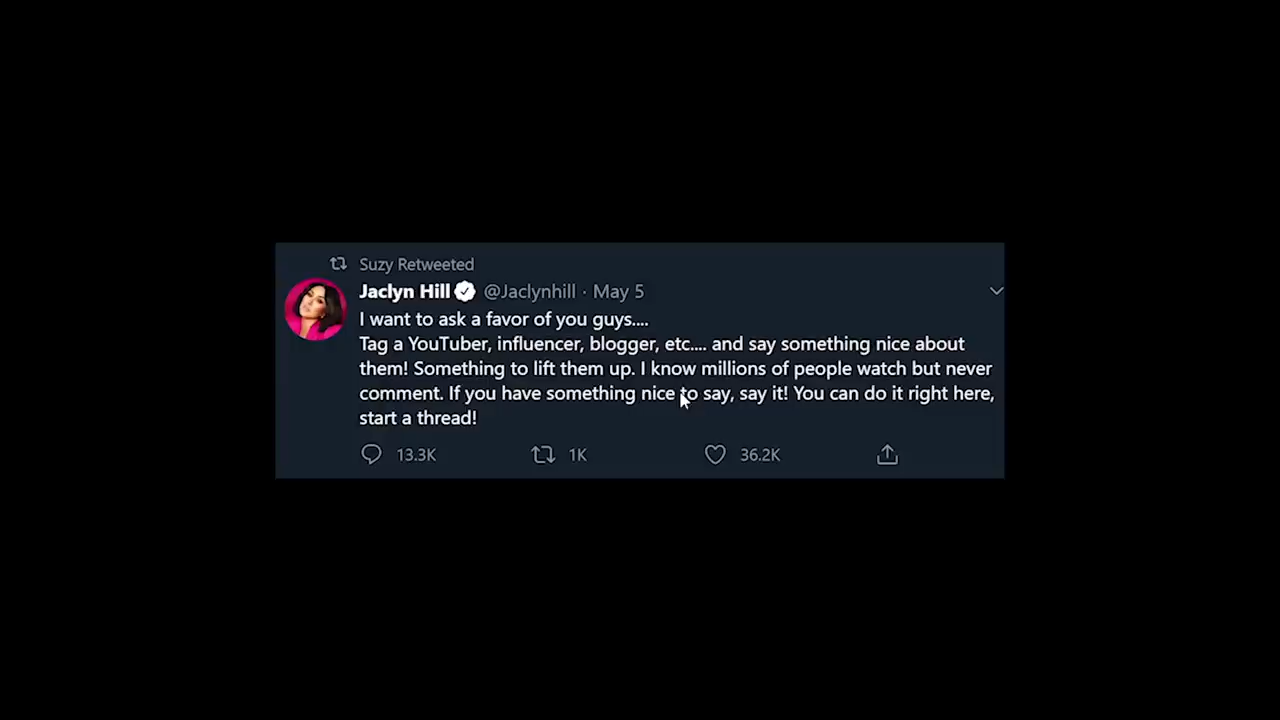 Suzy Retweeted
Jaclyn Hill @Jaclynhill · May 5
I want to ask a favor of you guys....
Tag a YouTuber, influencer, blogger, etc.... and say something nice about
them! Something to lift them up. I know millions of people watch but never
comment. If you have something nice to say, say it! You can do it right here,
start a thread!
13.3K 1K 36.2K